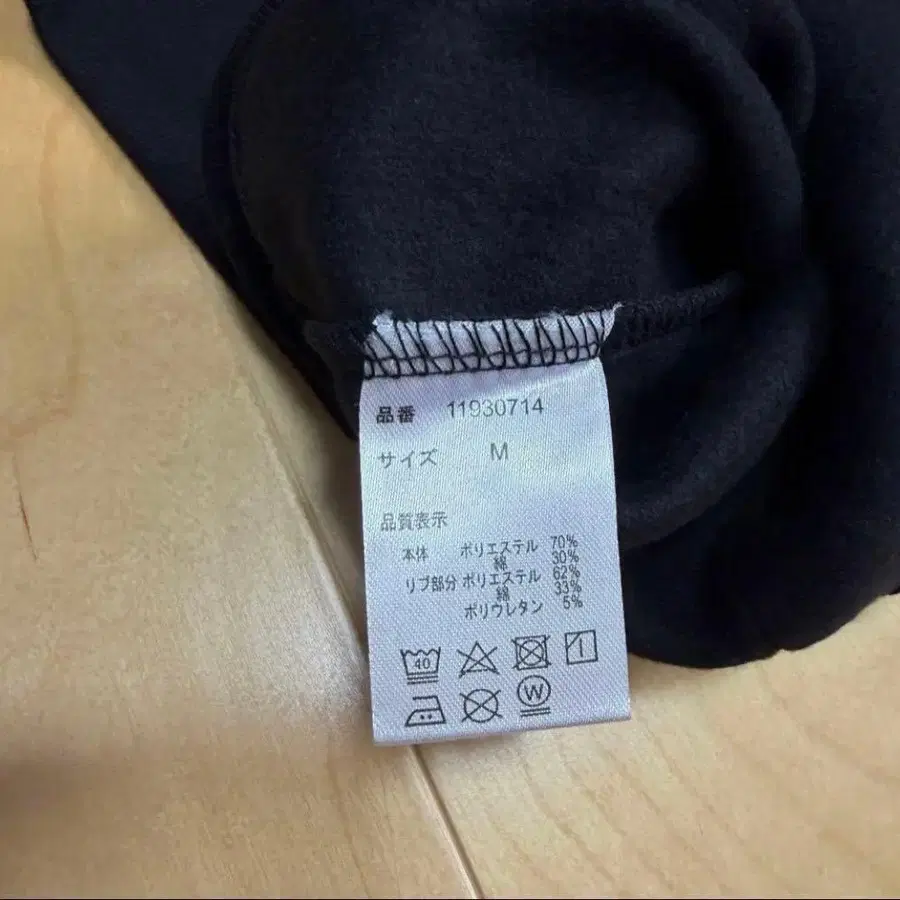 品番 11930714
サイズ M
品質表示
本体 ポリエステル 70%
綿 30%
リブ部分 ポリエステル 62%
綿 33%
ポリウレタン 5%
40
W